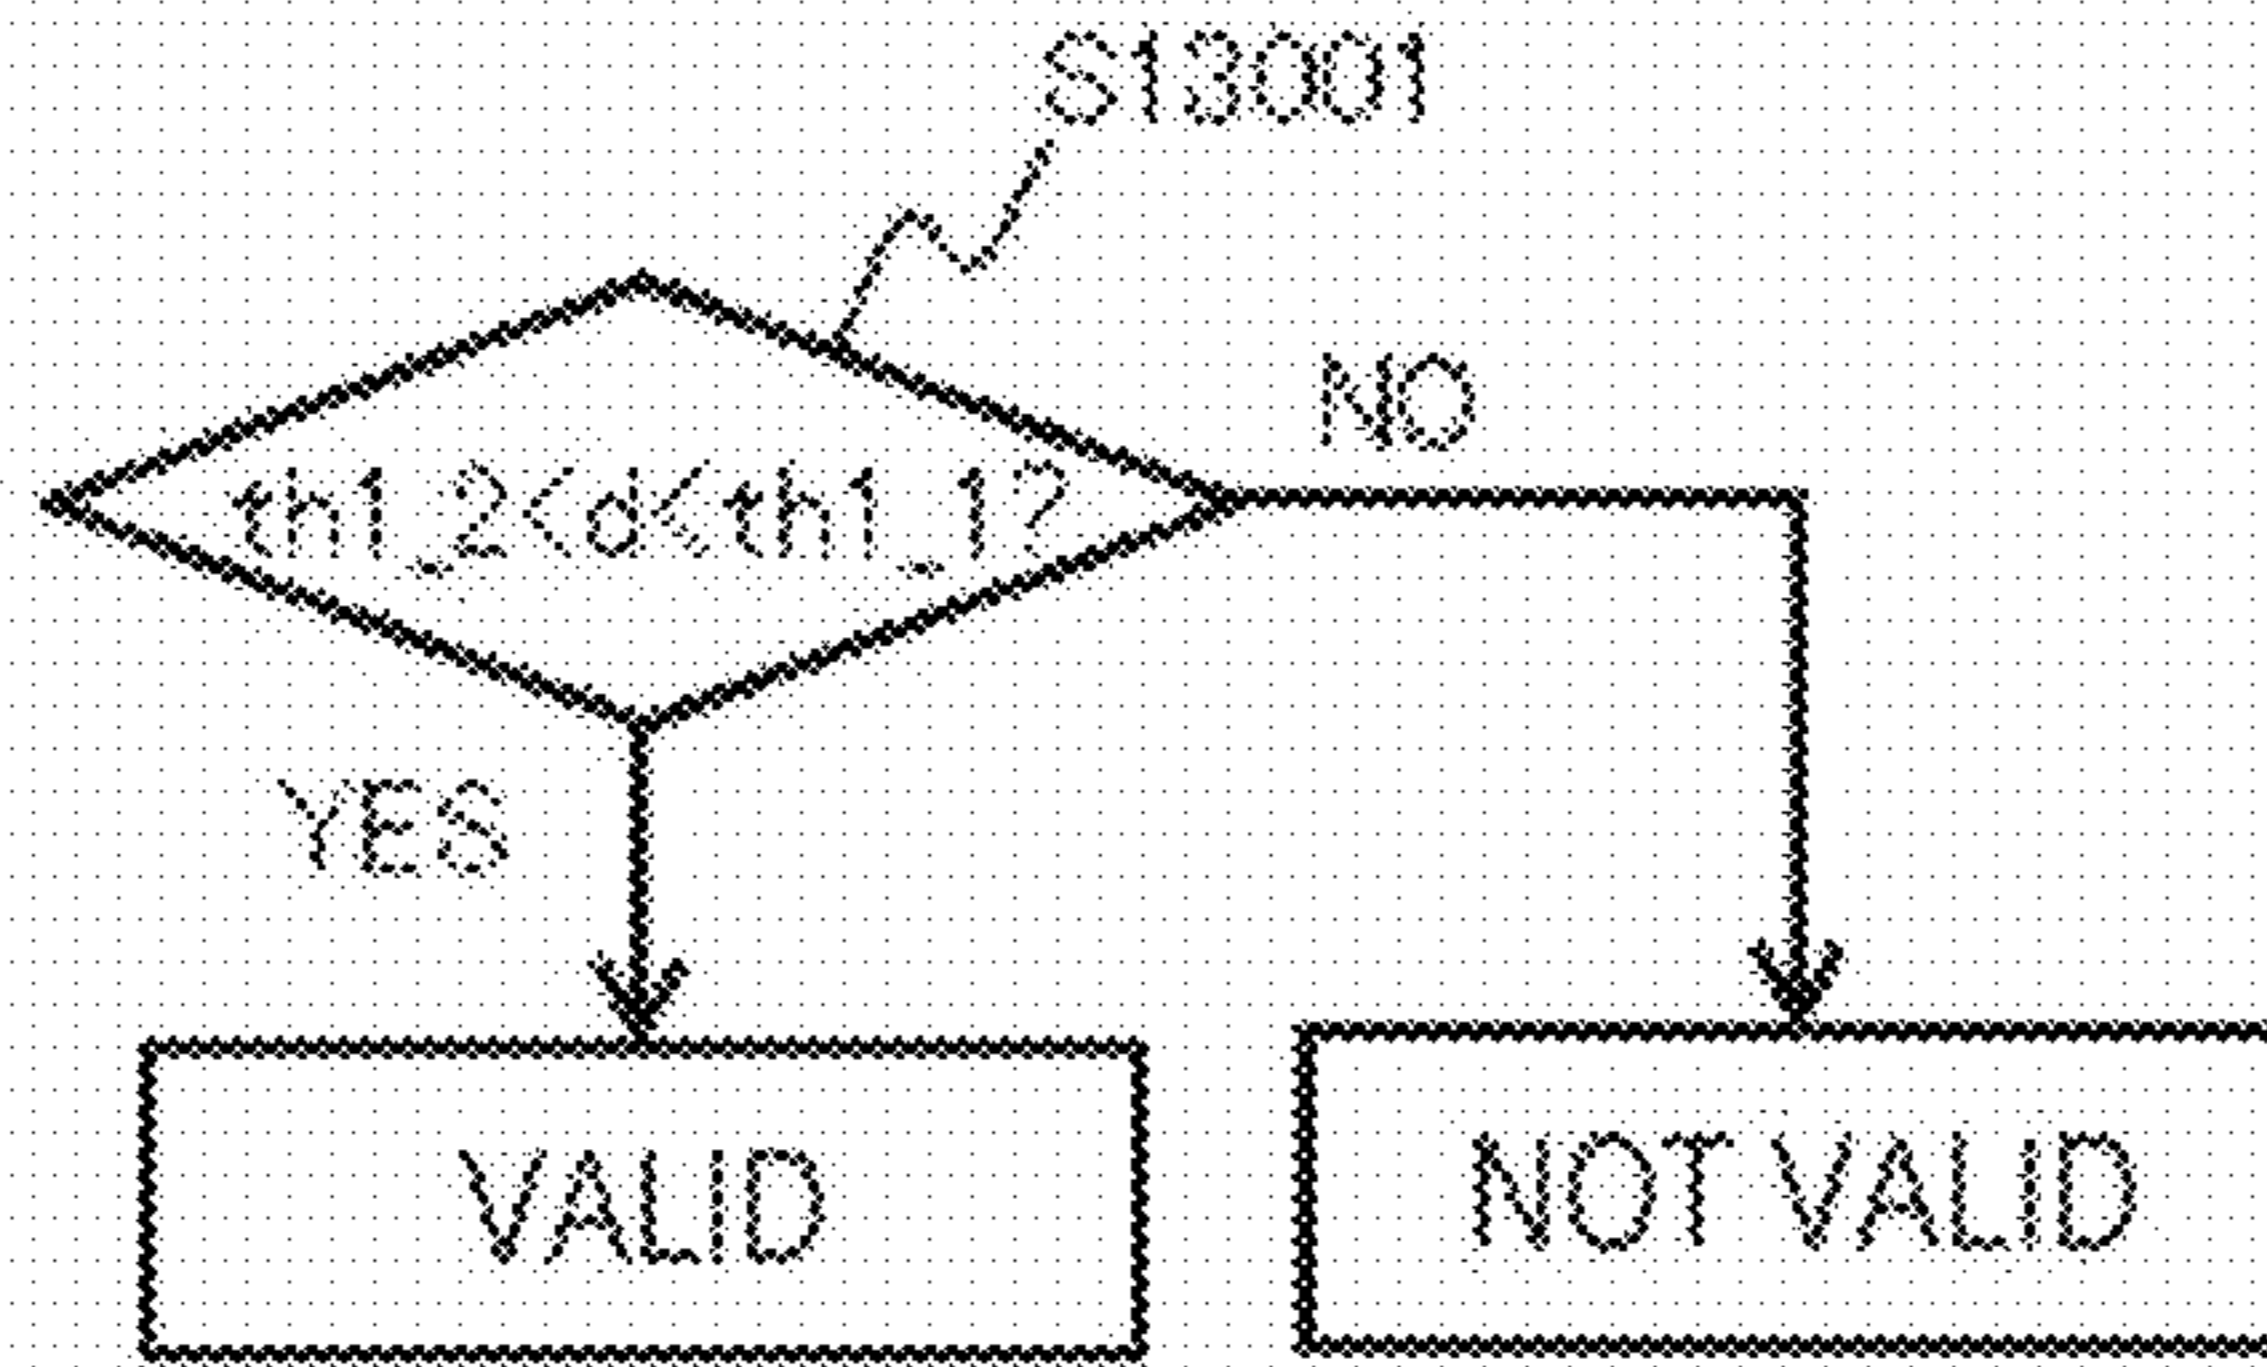 S13001
NO
th1_2<d≦th1_1?
YES
VALID
NOT VALID